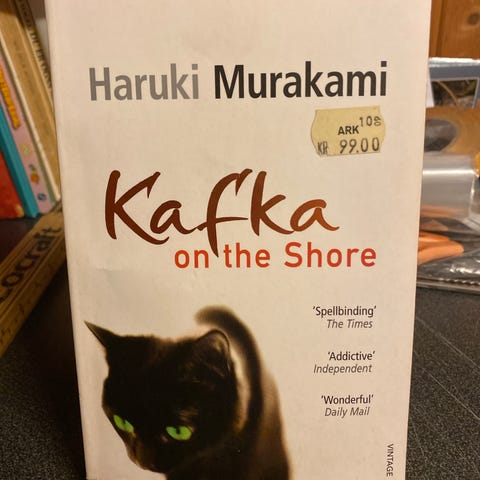 Haruki Murakami
ARK 108
KR 99.00
Kafka
on the Shore
'Spellbinding'
The Times
'Addictive'
Independent
'Wonderful'
Daily Mail
VINTAGE